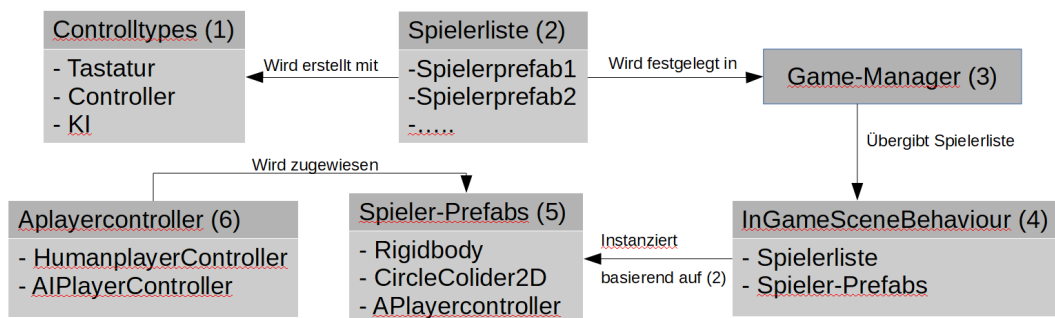 Controlltypes (1)
- Tastatur
- Controller
- KI
Wird erstellt mit
Spielerliste (2)
-Spielerprefab1
-Spielerprefab2
-…..
Wird festgelegt in
Game-Manager (3)
Übergibt Spielerliste
Wird zugewiesen
Aplayercontroller (6)
- HumanplayerController
- AIPlayerController
Spieler-Prefabs (5)
- Rigidbody
- CircleColider2D
- APlayercontroller
Instanziert
basierend auf (2)
InGameSceneBehaviour (4)
- Spielerliste
- Spieler-Prefabs